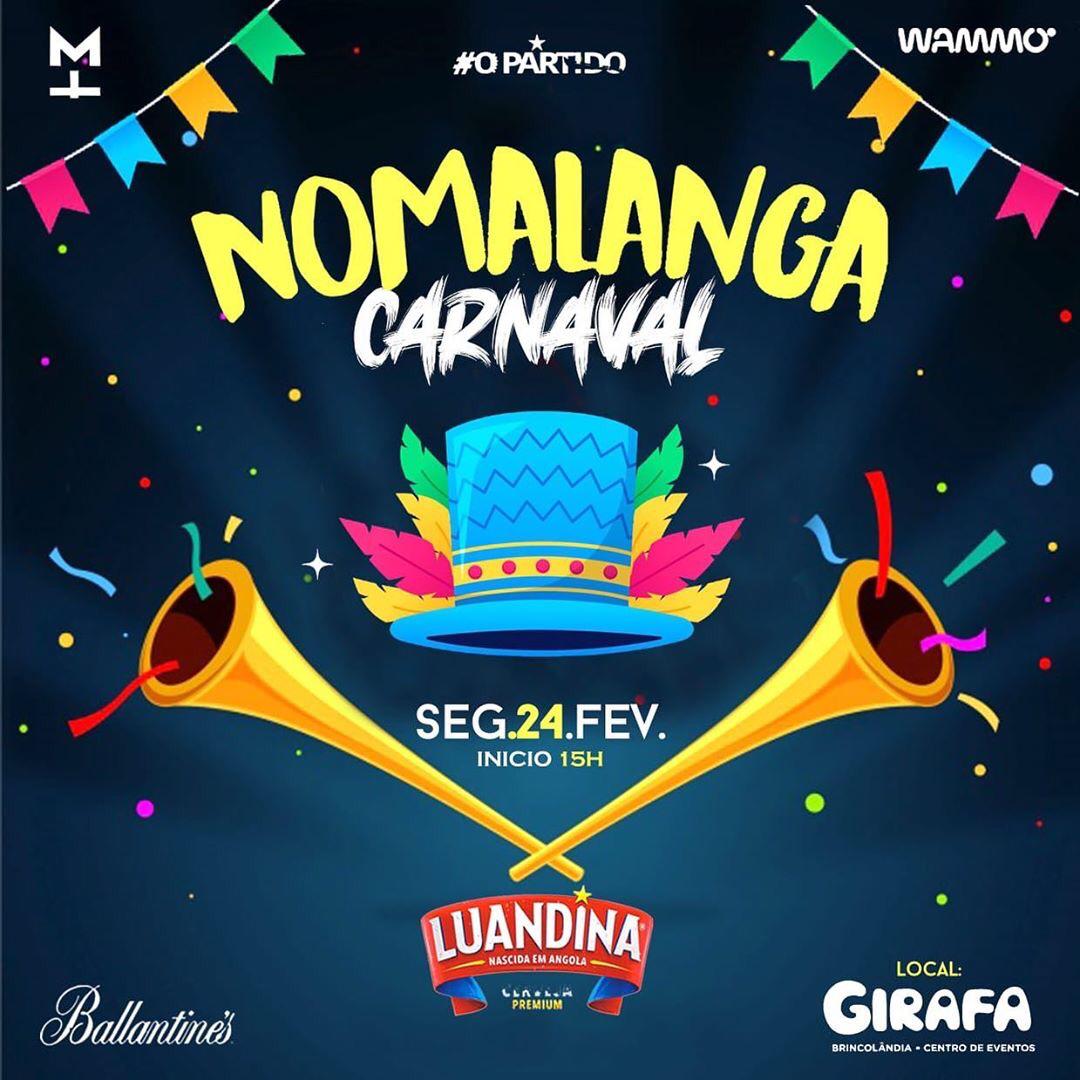 #O PARTIDO
WAMMO
NOMALANGA
CARNAVAL
SEG.24.FEV.
INICIO 15H
LUANDINA
NASCIDA EM ANGOLA
CERVEJA
PREMIUM
Ballantine's
LOCAL:
GIRAFA
BRINCOLÂNDIA - CENTRO DE EVENTOS